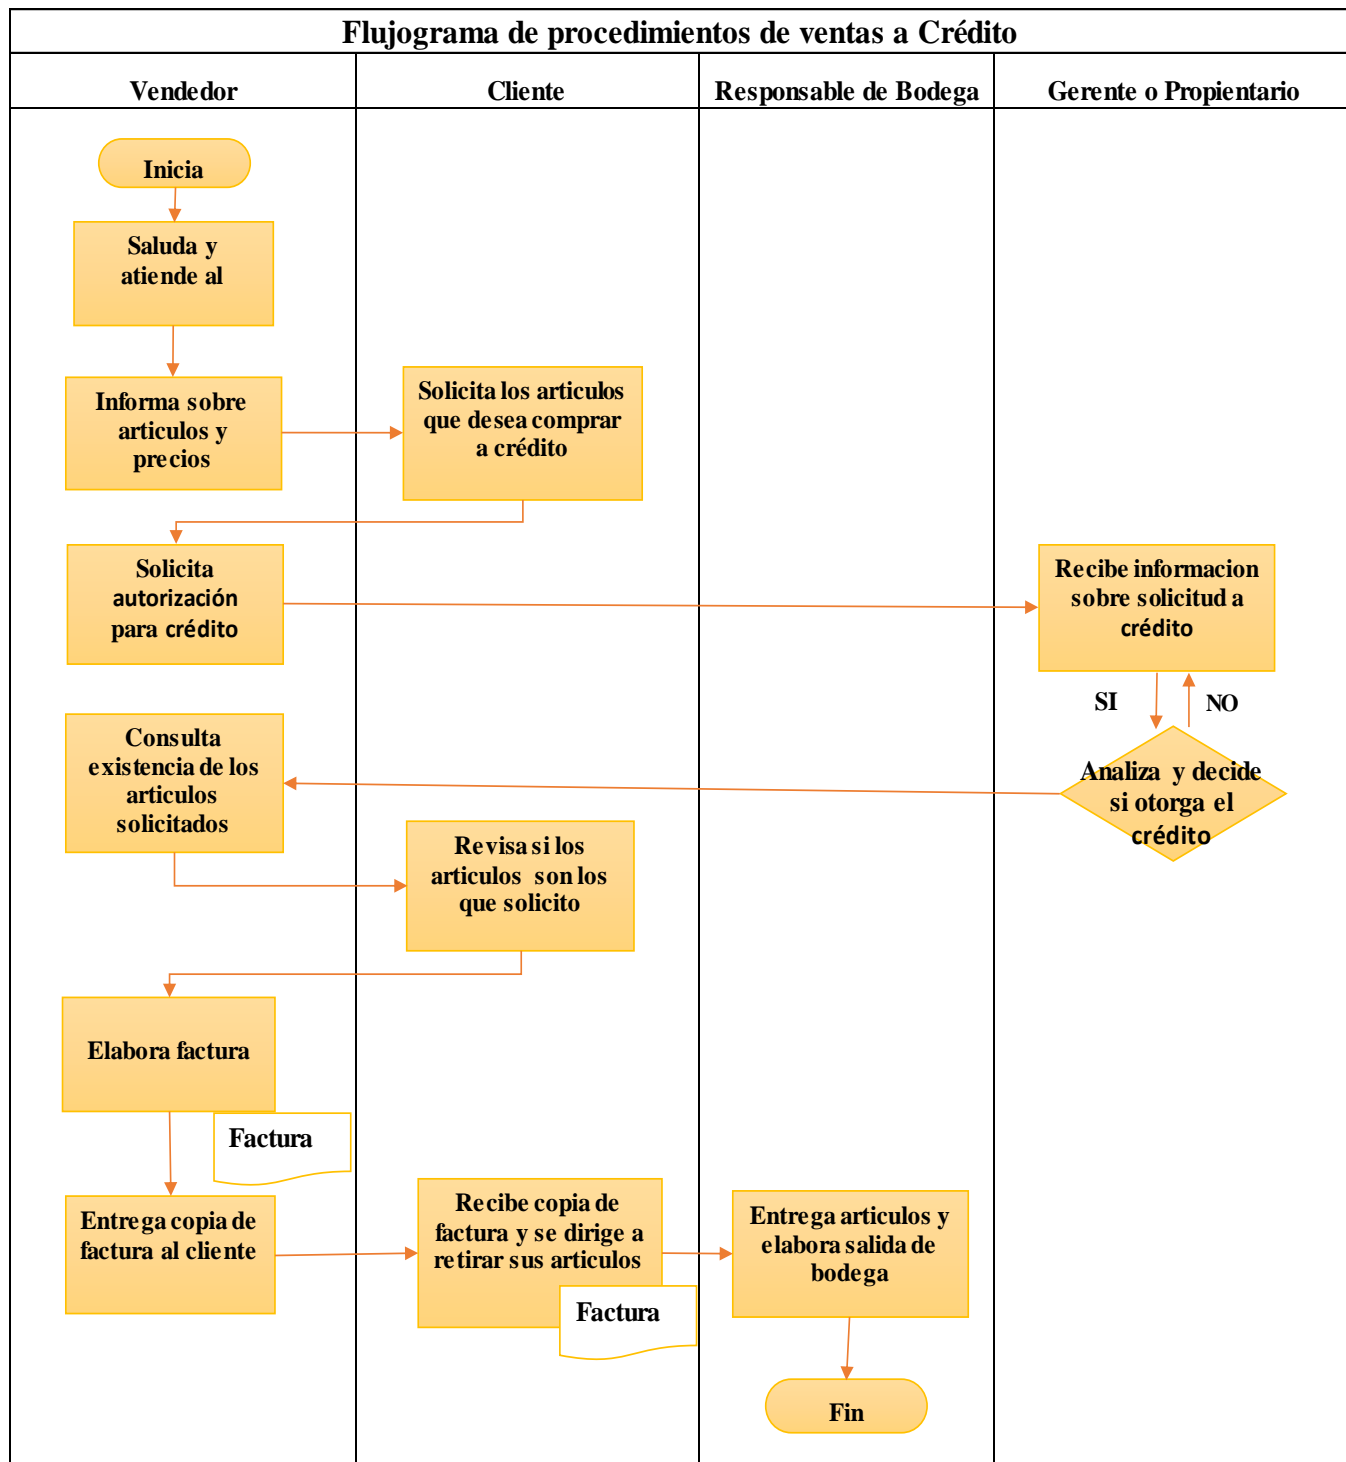 Flujograma de procedimientos de ventas a Crédito
Vendedor
Cliente
Responsable de Bodega
Gerente o Propientario
Inicia
Saluda y
atiende al
Informa sobre
articulos y
precios
Solicita los articulos
que desea comprar
a crédito
Solicita
autorización
para crédito
Recibe informacion
sobre solicitud a
crédito
SI
NO
Consulta
existencia de los
articulos
solicitados
Analiza y decide
si otorga el
crédito
Revisa si los
articulos son los
que solicito
Elabora factura
Factura
Entrega copia de
factura al cliente
Recibe copia de
factura y se dirige a
retirar sus articulos
Factura
Entrega articulos y
elabora salida de
bodega
Fin